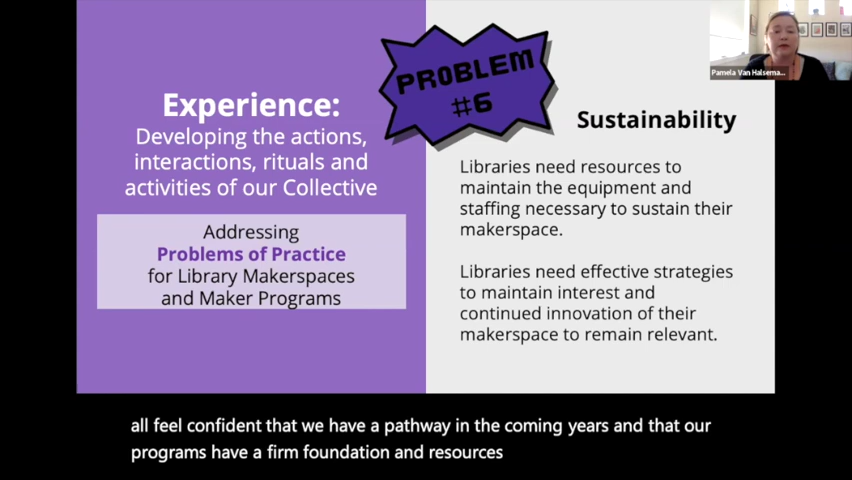 Experience:
Developing the actions,
interactions, rituals and
activities of our Collective
Addressing
Problems of Practice
for Library Makerspaces
and Maker Programs
PROBLEM
#6
Sustainability
Libraries need resources to
maintain the equipment and
staffing necessary to sustain their
makerspace.
Libraries need effective strategies
to maintain interest and
continued innovation of their
makerspace to remain relevant.
Pamela Van Halsema...
all feel confident that we have a pathway in the coming years and that our
programs have a firm foundation and resources